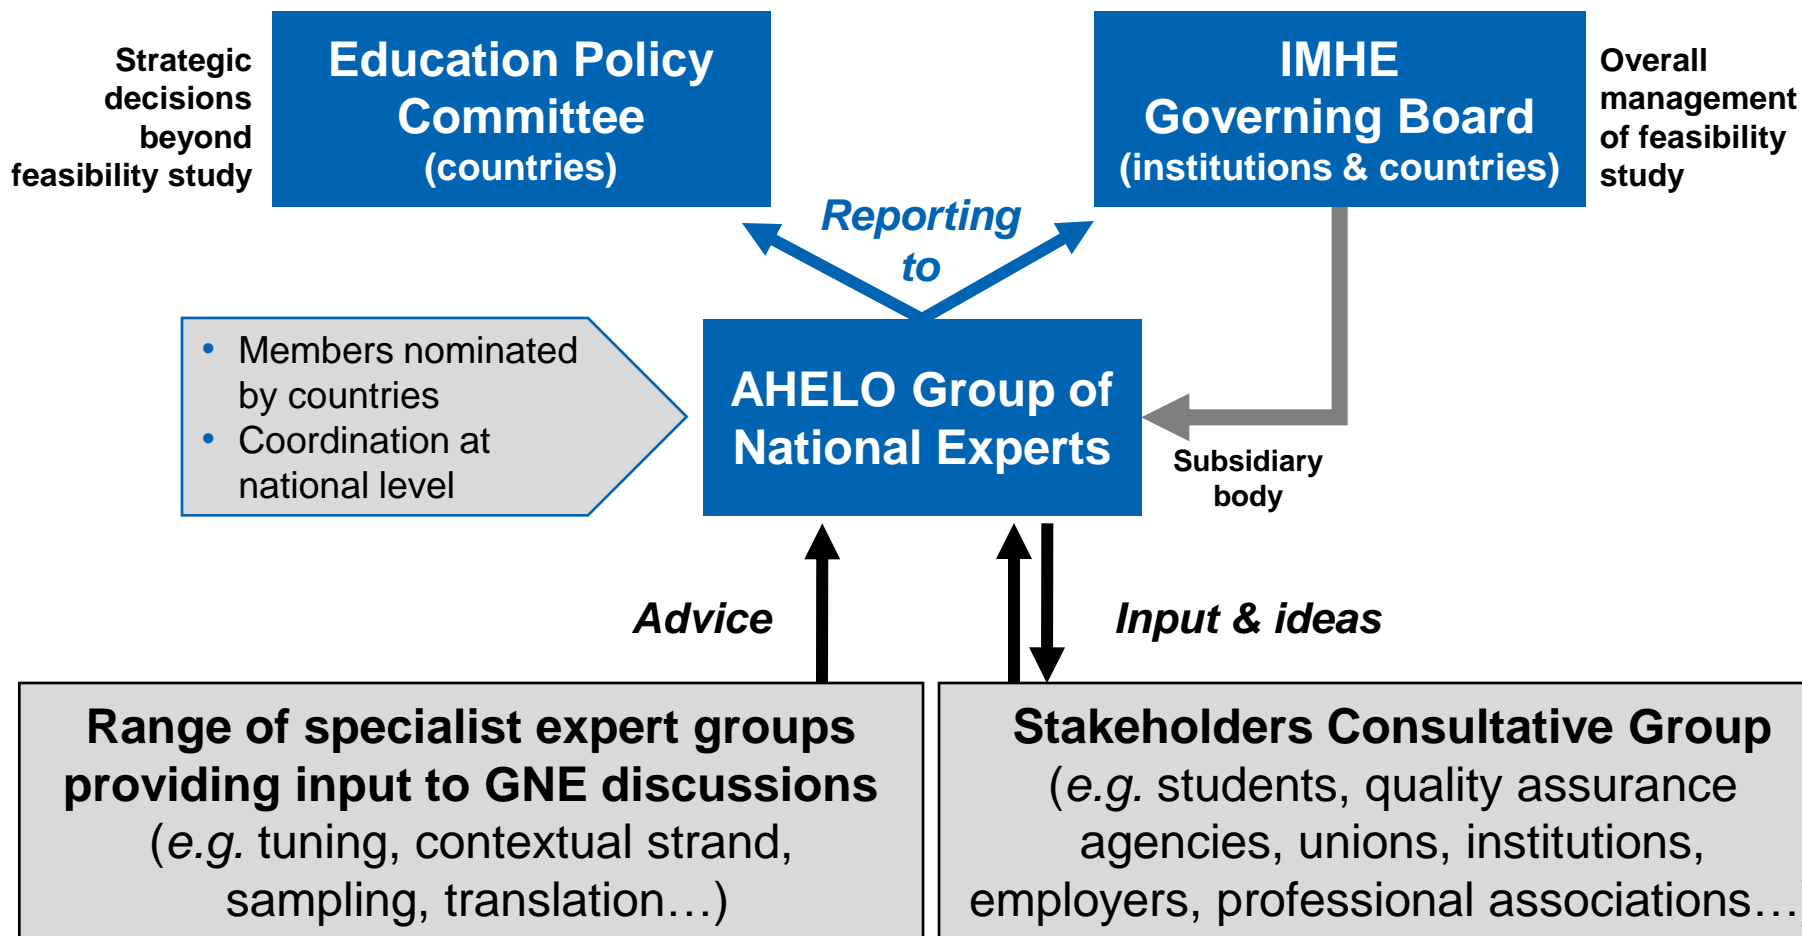 Strategic
decisions
beyond
feasibility study
Education Policy
Committee
(countries)
IMHE
Governing Board
(institutions & countries)
Overall
management
of feasibility
study
Reporting
to
• Members nominated
by countries
• Coordination at
national level
AHELO Group of
National Experts
Subsidiary
body
Advice
Input & ideas
Range of specialist expert groups
providing input to GNE discussions
(e.g. tuning, contextual strand,
sampling, translation…)
Stakeholders Consultative Group
(e.g. students, quality assurance
agencies, unions, institutions,
employers, professional associations…)